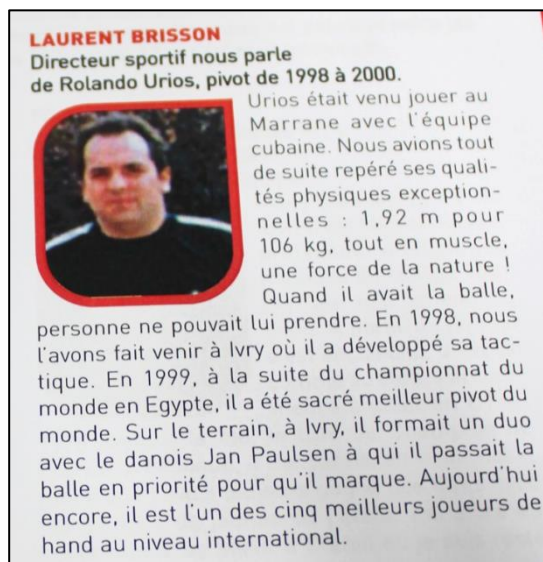 LAURENT BRISSON
Directeur sportif nous parle
de Rolando Urios, pivot de 1998 à 2000.
Urios était venu jouer au
Marrane avec l'équipe
cubaine. Nous avions tout
de suite repéré ses quali-
tés physiques exception-
nelles : 1,92 m pour
106 kg, tout en muscle,
une force de la nature !
Quand il avait la balle,
personne ne pouvait lui prendre. En 1998, nous
l'avons fait venir à Ivry où il a développé sa tac-
tique. En 1999, à la suite du championnat du
monde en Egypte, il a été sacré meilleur pivot du
monde. Sur le terrain, à Ivry, il formait un duo
avec le danois Jan Paulsen à qui il passait la
balle en priorité pour qu'il marque. Aujourd'hui
encore, il est l'un des cinq meilleurs joueurs de
hand au niveau international.